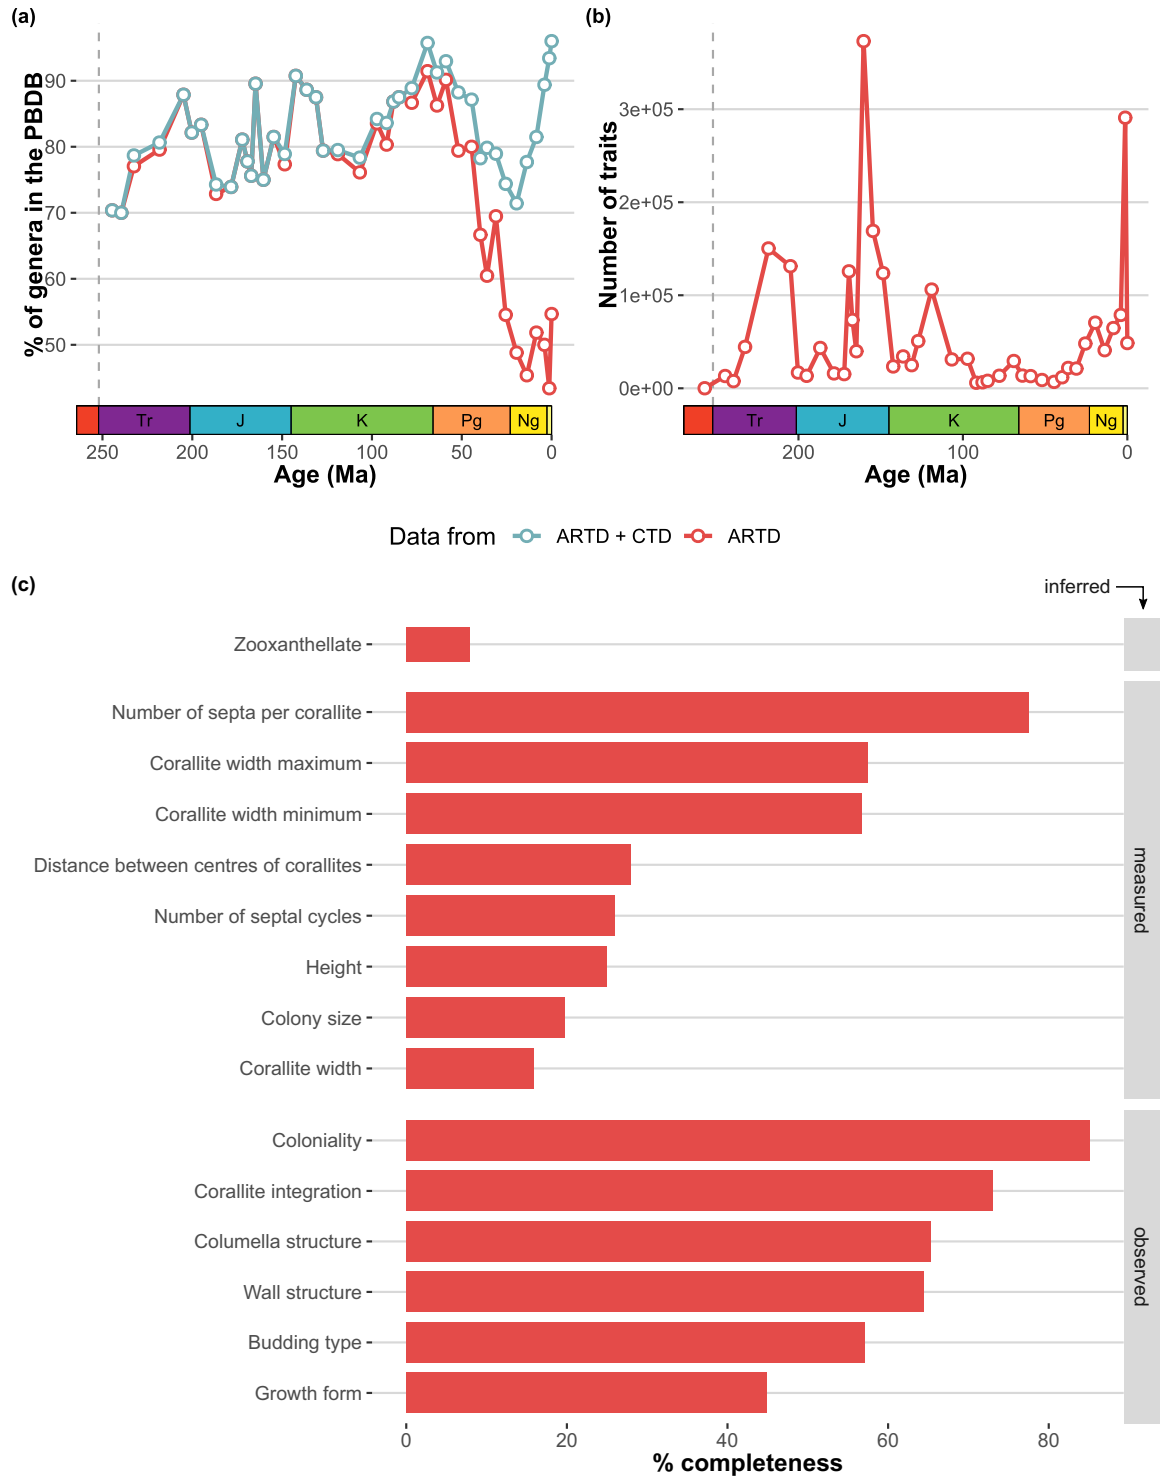 (a)
% of genera in the PBDB
90
80
70
60
50
Tr J K Pg Ng
250 200 150 100 50 0
Age (Ma)
(b)
Number of traits
3e+05
2e+05
1e+05
0e+00
Tr J K Pg Ng
200 100 0
Age (Ma)
Data from ARTD + CTD ARTD
(c)
inferred
Zooxanthellate
Number of septa per corallite
Corallite width maximum
Corallite width minimum
Distance between centres of corallites
Number of septal cycles
Height
Colony size
Corallite width
measured
Coloniality
Corallite integration
Columella structure
Wall structure
Budding type
Growth form
observed
0 20 40 60 80
% completeness